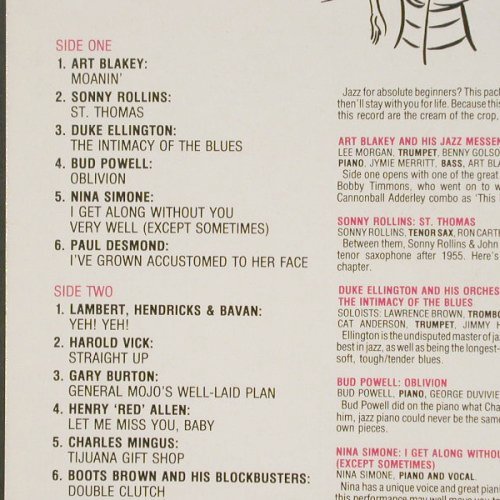 SIDE ONE
1. ART BLAKEY:
MOANIN'
2. SONNY ROLLINS:
ST. THOMAS
3. DUKE ELLINGTON:
THE INTIMACY OF THE BLUES
4. BUD POWELL:
OBLIVION
5. NINA SIMONE:
I GET ALONG WITHOUT YOU
VERY WELL (EXCEPT SOMETIMES)
6. PAUL DESMOND:
I'VE GROWN ACCUSTOMED TO HER FACE
SIDE TWO
1. LAMBERT, HENDRICKS & BAVAN:
YEH! YEH!
2. HAROLD VICK:
STRAIGHT UP
3. GARY BURTON:
GENERAL MOJO'S WELL-LAID PLAN
4. HENRY 'RED' ALLEN:
LET ME MISS YOU, BABY
5. CHARLES MINGUS:
TIJUANA GIFT SHOP
6. BOOTS BROWN AND HIS BLOCKBUSTERS:
DOUBLE CLUTCH
Jazz for absolute beginners? This pack
then'll stay with you for life. Because this
this record are the cream of the crop.
ART BLAKEY AND HIS JAZZ MESSEN
LEE MORGAN, TRUMPET, BENNY GOLSO
PIANO. JYMIE MERRITT, BASS, ART BLA
Side one opens with one of the great
Bobby Timmons, who went on to w
Cannonball Adderley combo as 'This
SONNY ROLLINS: ST. THOMAS
SONNY ROLLINS, TENOR SAX, RON CARTE
Between them, Sonny Rollins & John
tenor saxophone after 1955. Here's
chapter.
DUKE ELLINGTON AND HIS ORCHES
THE INTIMACY OF THE BLUES
SOLOISTS: LAWRENCE BROWN, TROMBO
CAT ANDERSON, TRUMPET, JIMMY H
Ellington is the undisputed master of ja
best in jazz, as well as being the longest-
soft, tough/tender blues.
BUD POWELL: OBLIVION
BUD POWELL, PIANO, GEORGE DUVIVIE
Bud Powell did on the piano what Cha
him, jazz piano could never be the same
own pieces.
NINA SIMONE: I GET ALONG WITHOU
(EXCEPT SOMETIMES)
NINA SIMONE, PIANO AND VOCAL.
Nina has a unique voice and great pian
this performance may well move you to